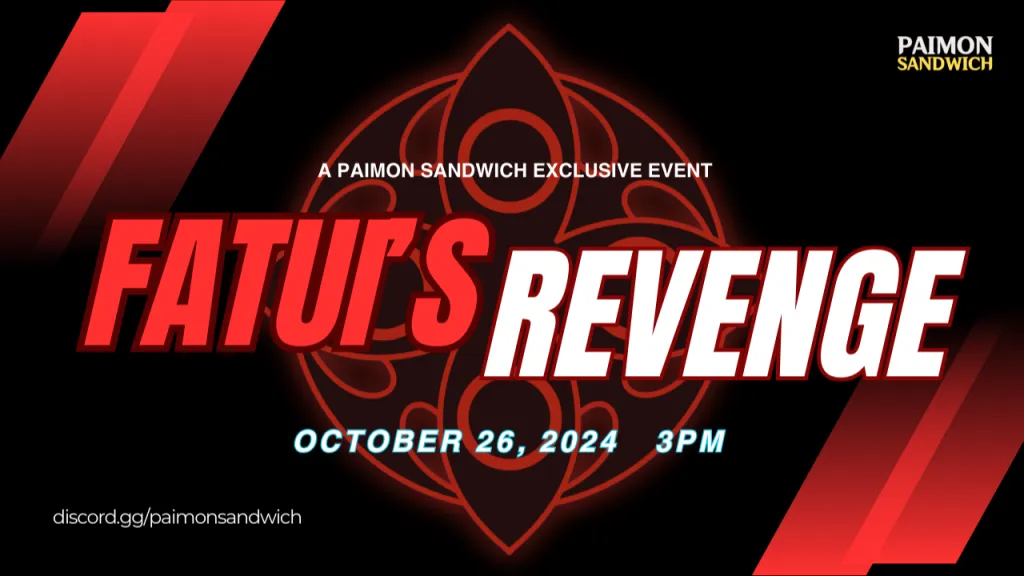 PAIMON
SANDWICH
A PAIMON SANDWICH EXCLUSIVE EVENT
FATUI'S REVENGE
OCTOBER 26, 2024 3PM
discord.gg/paimonsandwich